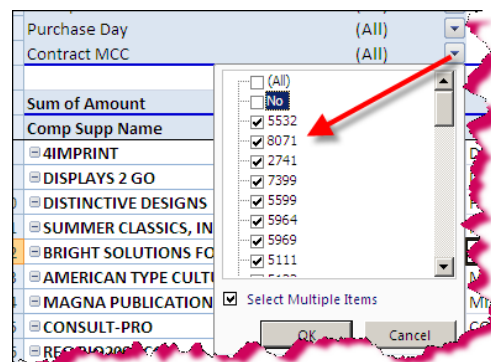 Purchase Day (All)
Contract MCC (All)
(All)
No
Sum of Amount
5532
Comp Supp Name
8071
4IMPRINT
2741
DISPLAYS 2 GO
7399
DISTINCTIVE DESIGNS
5599
SUMMER CLASSICS, IN
5964
BRIGHT SOLUTIONS FO
5969
AMERICAN TYPE CULT
5111
MAGNA PUBLICATION
Select Multiple Items
CONSULT-PRO
OK Cancel